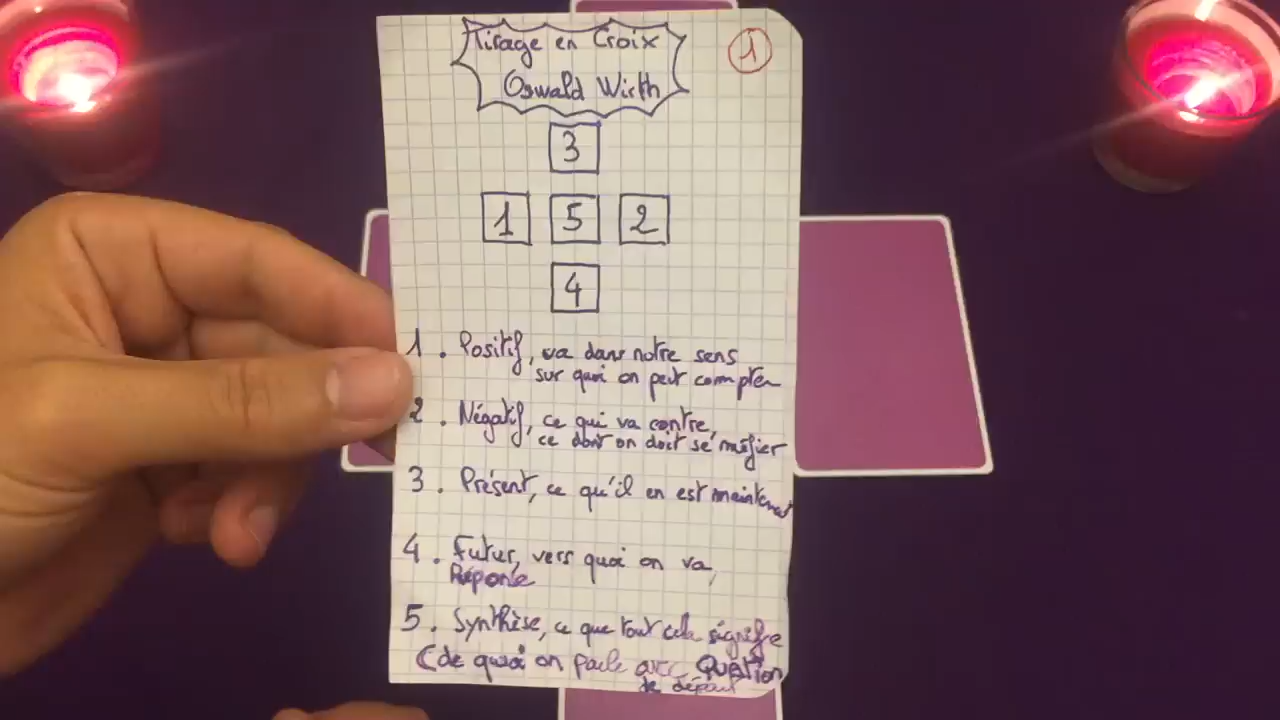 Tirage en Croix
Oswald Wirth
1
3
1 5 2
4
1. Positif, va dans notre sens
sur quoi on peut compter
2. Négatif, ce qui va contre,
ce dont on doit se méfier
3. Présent, ce qu'il en est maintenant
4. Futur, vers quoi on va,
Réponse
5. Synthèse, ce que tout cela signifie
(de quoi on parle avec Question
de départ